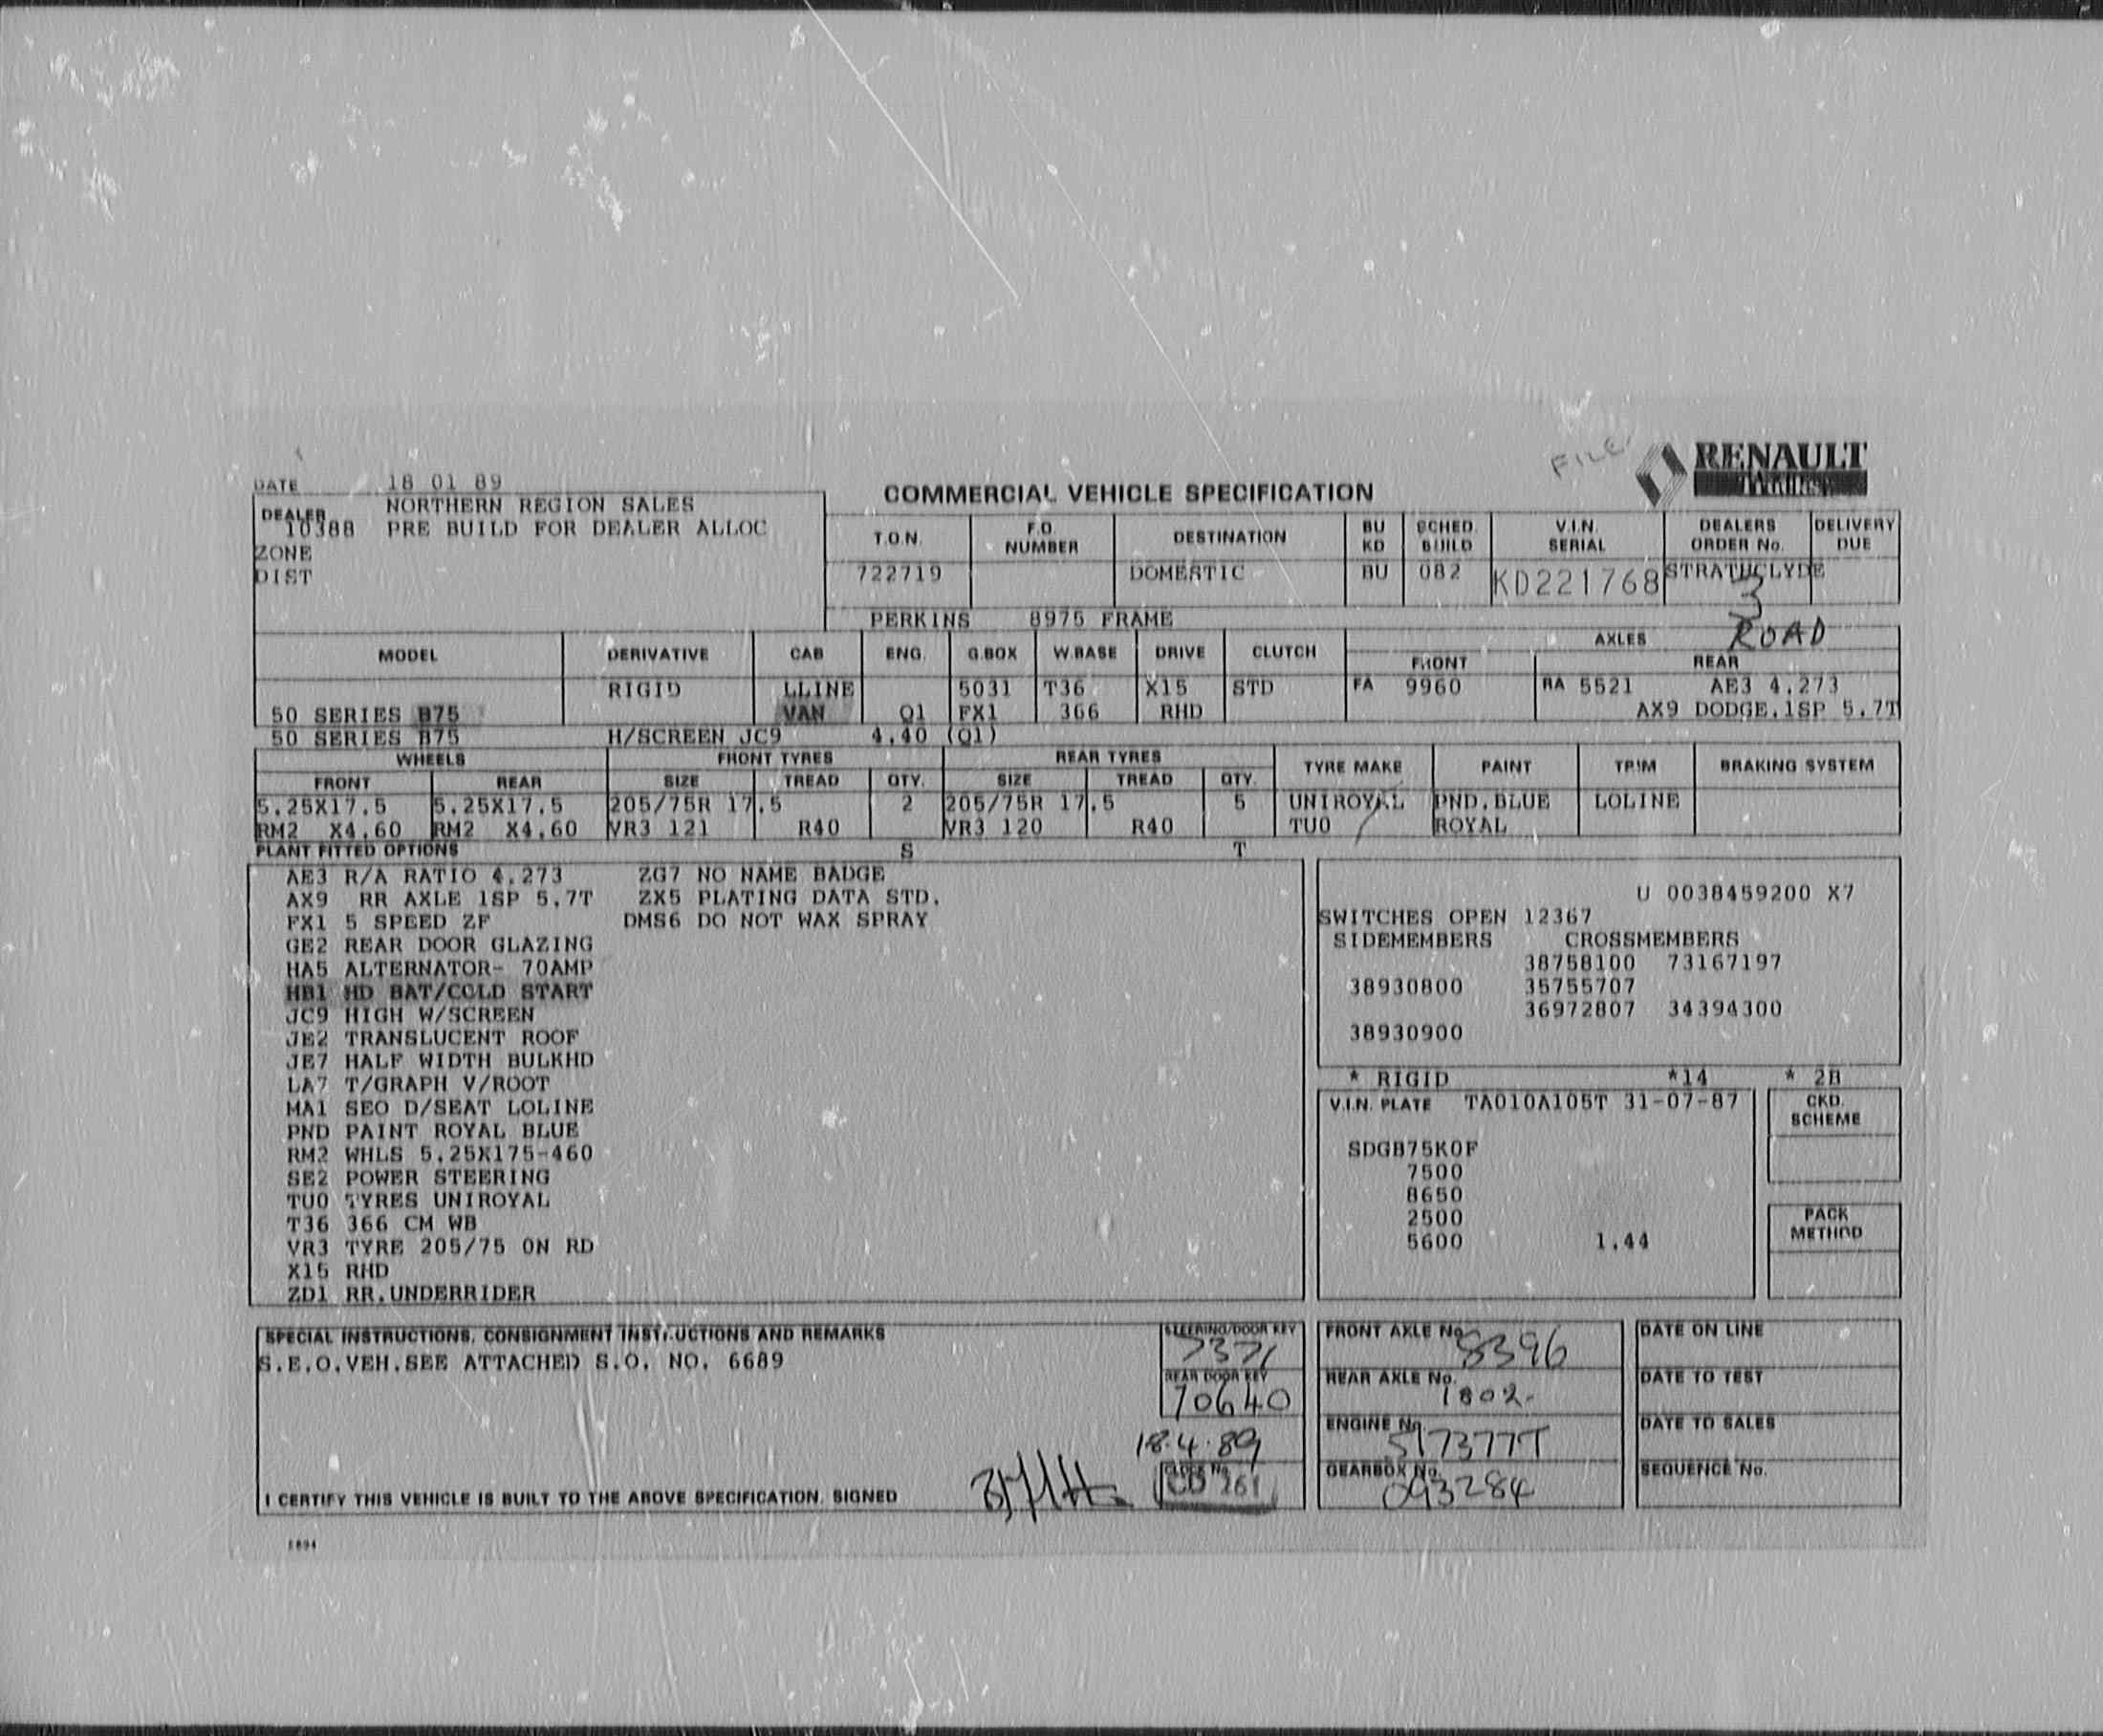 FILE
RENAULT
Trucks
DATE 18 01 89
COMMERCIAL VEHICLE SPECIFICATION
DEALER NORTHERN REGION SALES
10388 PRE BUILD FOR DEALER ALLOC
ZONE
DIST
T.O.N. F.O. NUMBER DESTINATION BU KD SCHED. BUILD V.I.N. SERIAL DEALERS ORDER No. DELIVERY DUE
722719 DOMESTIC BU 082 KD221768 STRATHCLYDE
3
PERKINS 8975 FRAME
ROAD
MODEL DERIVATIVE CAB ENG. G.BOX W.BASE DRIVE CLUTCH AXLES
FRONT REAR
RIGID LLINE 5031 T36 X15 STD FA 9960 RA 5521 AE3 4.273
50 SERIES B75 VAN Q1 FX1 366 RHD AX9 DODGE.1SP 5.7T
50 SERIES B75 H/SCREEN JC9 4.40 (Q1)
WHEELS FRONT TYRES REAR TYRES TYRE MAKE PAINT TRIM BRAKING SYSTEM
FRONT REAR SIZE TREAD QTY. SIZE TREAD QTY.
5.25X17.5 5.25X17.5 205/75R 17.5 2 205/75R 17.5 5 UNIROYAL PND.BLUE LOLINE
RM2 X4.60 RM2 X4.60 VR3 121 R40 VR3 120 R40 TU0 ROYAL
PLANT FITTED OPTIONS S T
AE3 R/A RATIO 4.273 ZG7 NO NAME BADGE
AX9 RR AXLE 1SP 5.7T ZX5 PLATING DATA STD.
FX1 5 SPEED ZF DMS6 DO NOT WAX SPRAY
GE2 REAR DOOR GLAZING
HA5 ALTERNATOR- 70AMP
HB1 HD BAT/COLD START
JC9 HIGH W/SCREEN
JE2 TRANSLUCENT ROOF
JE7 HALF WIDTH BULKHD
LA7 T/GRAPH V/ROOT
MA1 SEO D/SEAT LOLINE
PND PAINT ROYAL BLUE
RM2 WHLS 5.25X175-460
SE2 POWER STEERING
TU0 TYRES UNIROYAL
T36 366 CM WB
VR3 TYRE 205/75 ON RD
X15 RHD
ZD1 RR.UNDERRIDER
U 0038459200 X7
SWITCHES OPEN 12367
SIDEMEMBERS CROSSMEMBERS
38758100 73167197
38930800 35755707
36972807 34394300
38930900
* RIGID *14 * 2B
V.I.N. PLATE TA010A105T 31-07-87
SDGB75K0F
7500
8650
2500
5600 1.44
CKD. SCHEME
PACK METHOD
SPECIAL INSTRUCTIONS, CONSIGNMENT INSTRUCTIONS AND REMARKS
S.E.O.VEH.SEE ATTACHED S.O. NO. 6689
STEERING/DOOR KEY
REAR DOOR KEY
70640
18.4.89
CLOCK No.
CD 261
I CERTIFY THIS VEHICLE IS BUILT TO THE ABOVE SPECIFICATION. SIGNED
FRONT AXLE No. 8396
REAR AXLE No. 1802
ENGINE No. 517377T
GEARBOX No. 093284
DATE ON LINE
DATE TO TEST
DATE TO SALES
SEQUENCE No.